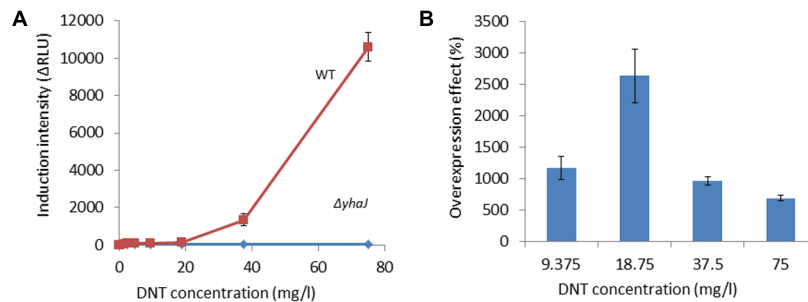 A
Induction intensity (ΔRLU)
12000
10000
8000
6000
4000
2000
0
WT
ΔyhaJ
0 20 40 60 80
DNT concentration (mg/l)
B
Overexpression effect (%)
3500
3000
2500
2000
1500
1000
500
0
9.375 18.75 37.5 75
DNT concentration (mg/l)